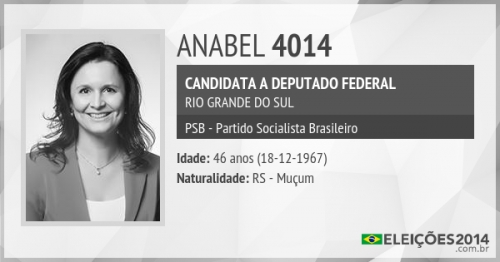 ANABEL 4014
CANDIDATA A DEPUTADO FEDERAL
RIO GRANDE DO SUL
PSB - Partido Socialista Brasileiro
Idade: 46 anos (18-12-1967)
Naturalidade: RS - Muçum
ELEIÇÕES2014
.com.br